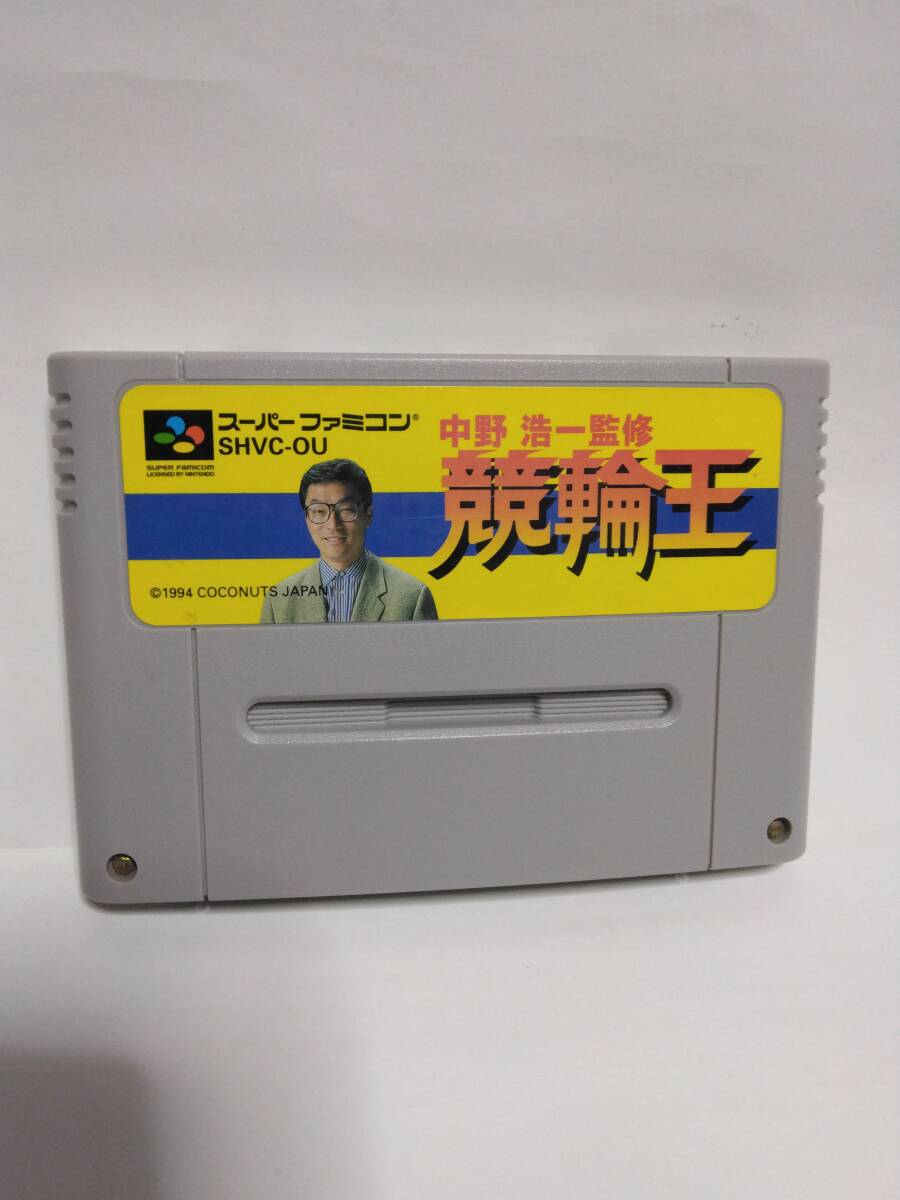 スーパーファミコン®
SHVC-OU
SUPER FAMICOM
LICENSED BY NINTENDO
中野 浩一監修
競輪王
©1994 COCONUTS JAPAN